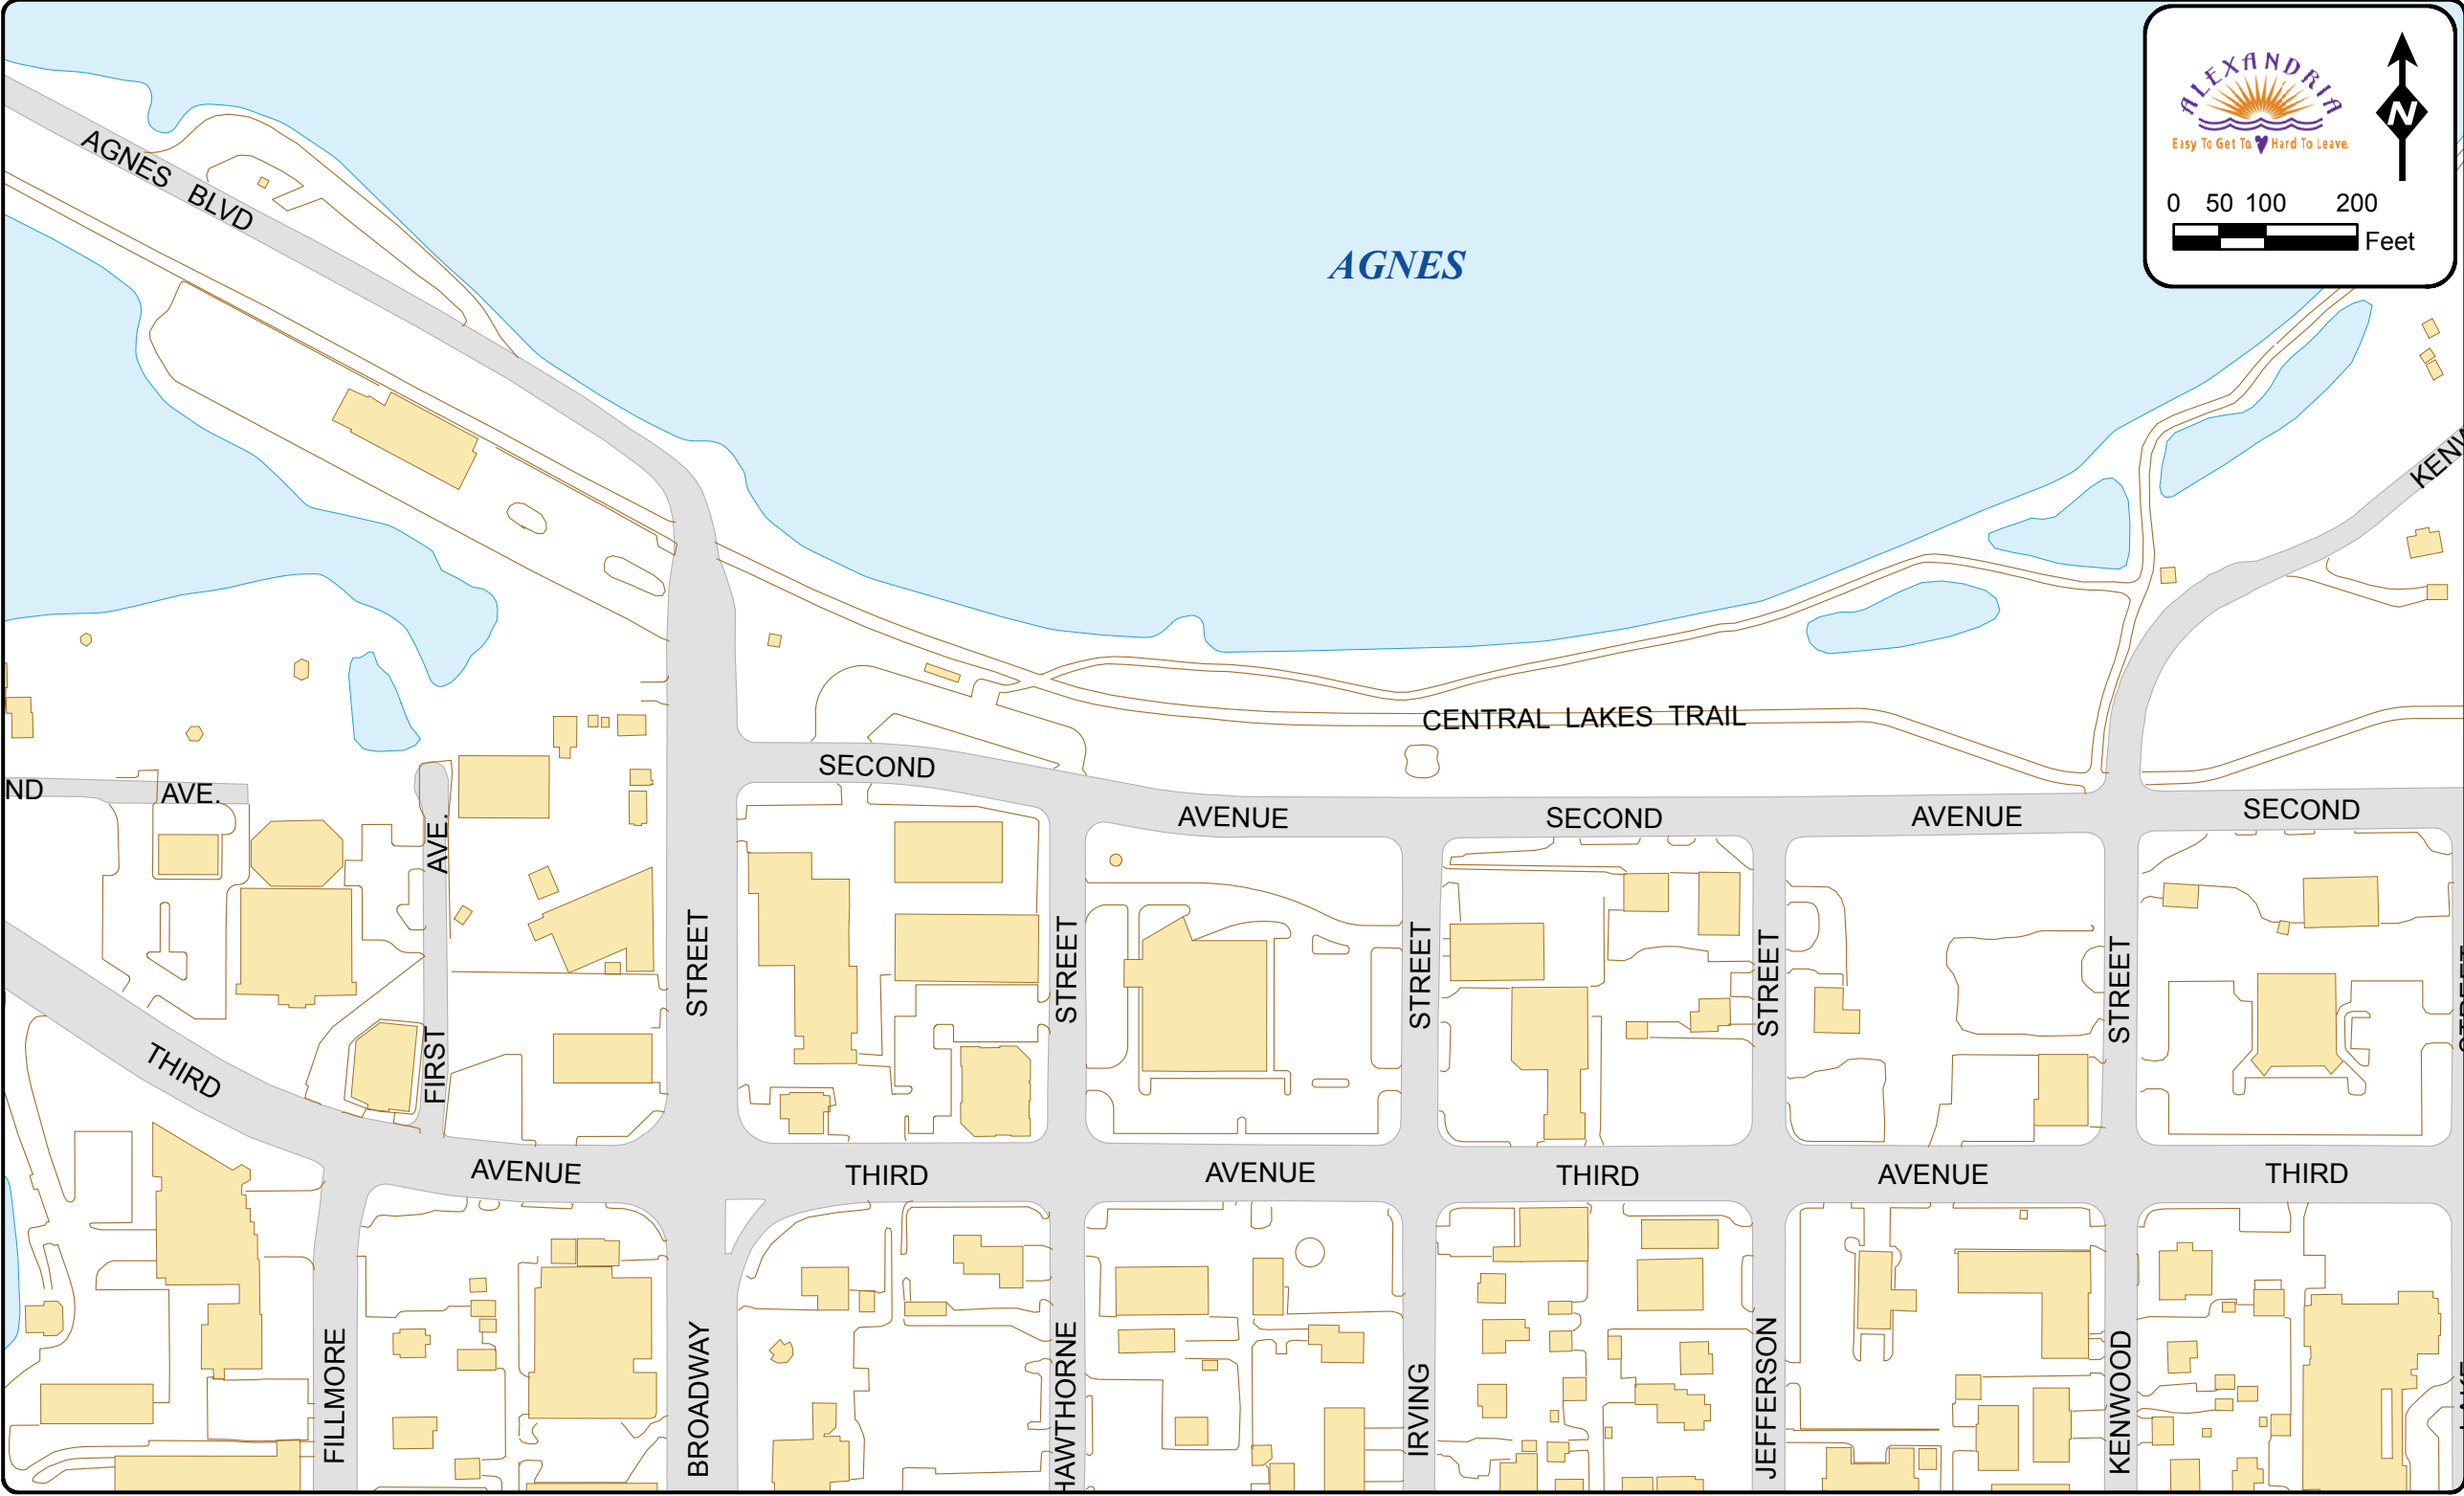 ALEXANDRIA
Easy To Get To. Hard To Leave.
N
0 50 100 200
Feet
AGNES BLVD
AGNES
CENTRAL LAKES TRAIL
SECOND
ND AVE.
AVENUE
SECOND
AVENUE
SECOND
FIRST AVE.
STREET
STREET
STREET
STREET
STREET
THIRD
AVENUE
THIRD
AVENUE
THIRD
AVENUE
THIRD
FILLMORE
BROADWAY
HAWTHORNE
IRVING
JEFFERSON
KENWOOD